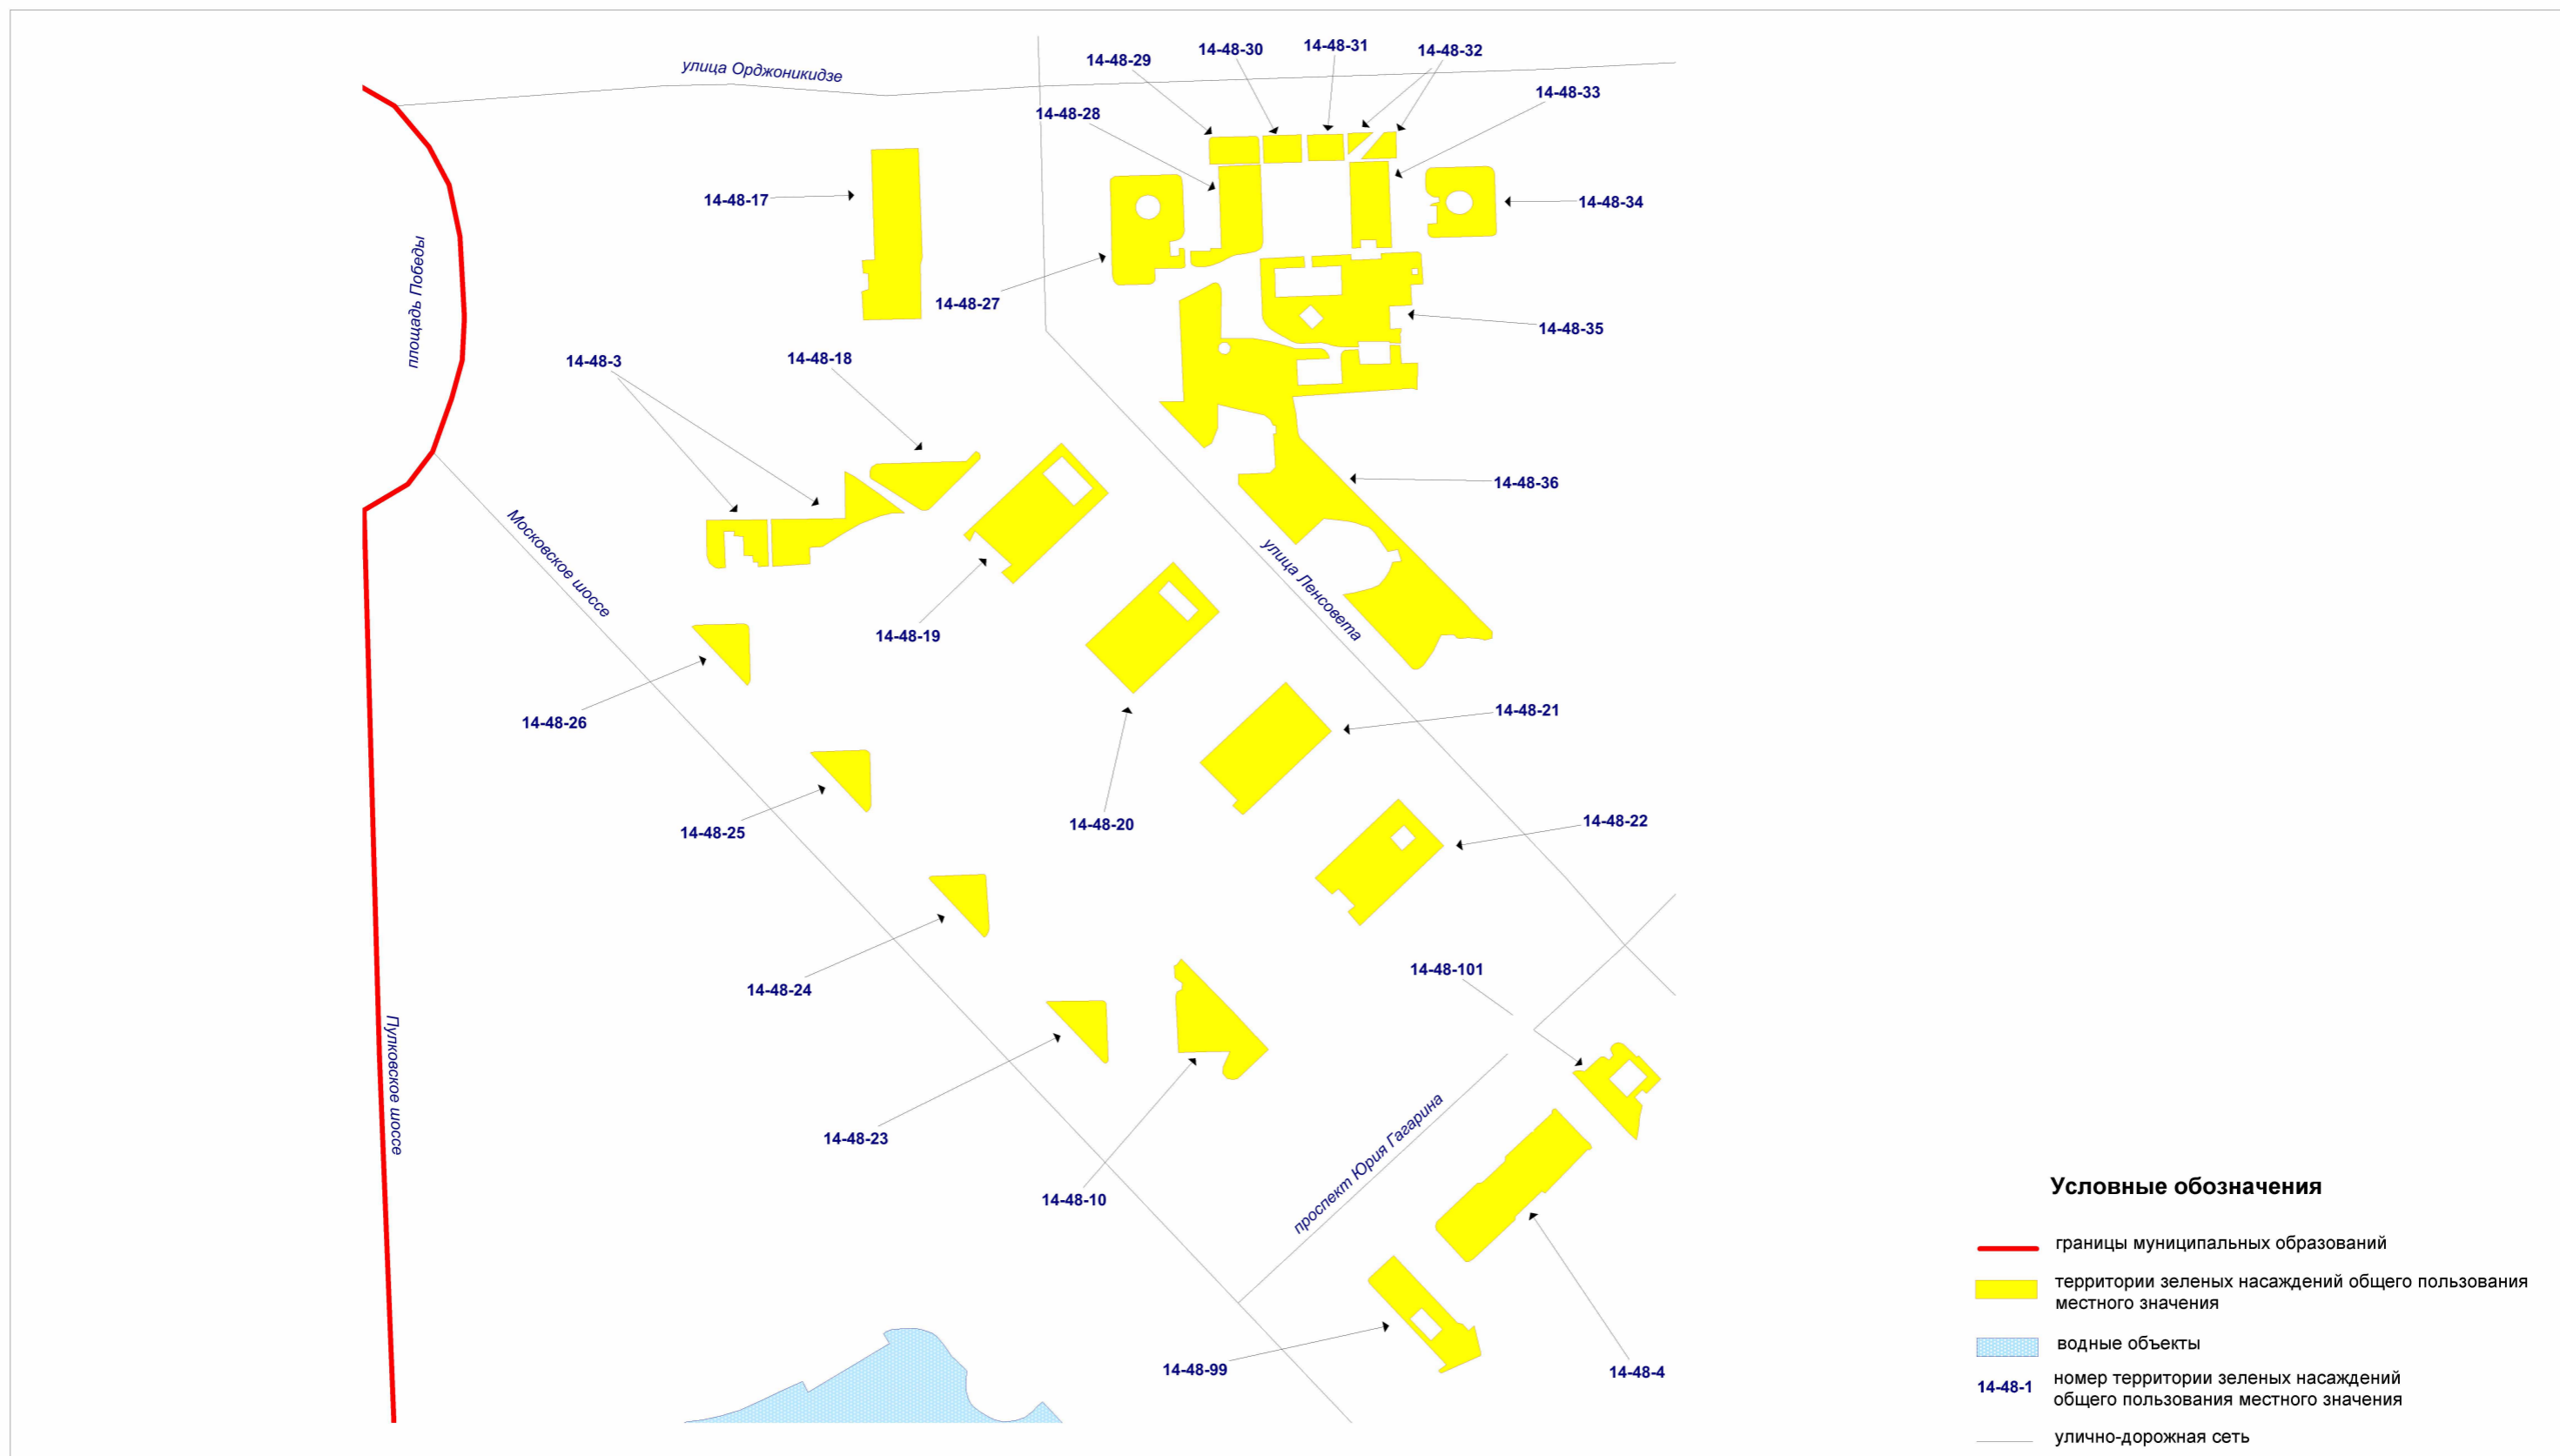 14-48-29
14-48-30
14-48-31
14-48-32
улица Орджоникидзе
14-48-33
14-48-28
14-48-17
14-48-34
площадь Победы
14-48-27
14-48-35
14-48-3
14-48-18
14-48-36
Московское шоссе
улица Ленсовета
14-48-19
14-48-26
14-48-21
14-48-25
14-48-20
14-48-22
14-48-101
14-48-24
Пулковское шоссе
14-48-23
проспект Юрия Гагарина
14-48-10
14-48-99
14-48-4
Условные обозначения
границы муниципальных образований
территории зеленых насаждений общего пользования
местного значения
водные объекты
14-48-1
номер территории зеленых насаждений
общего пользования местного значения
улично-дорожная сеть